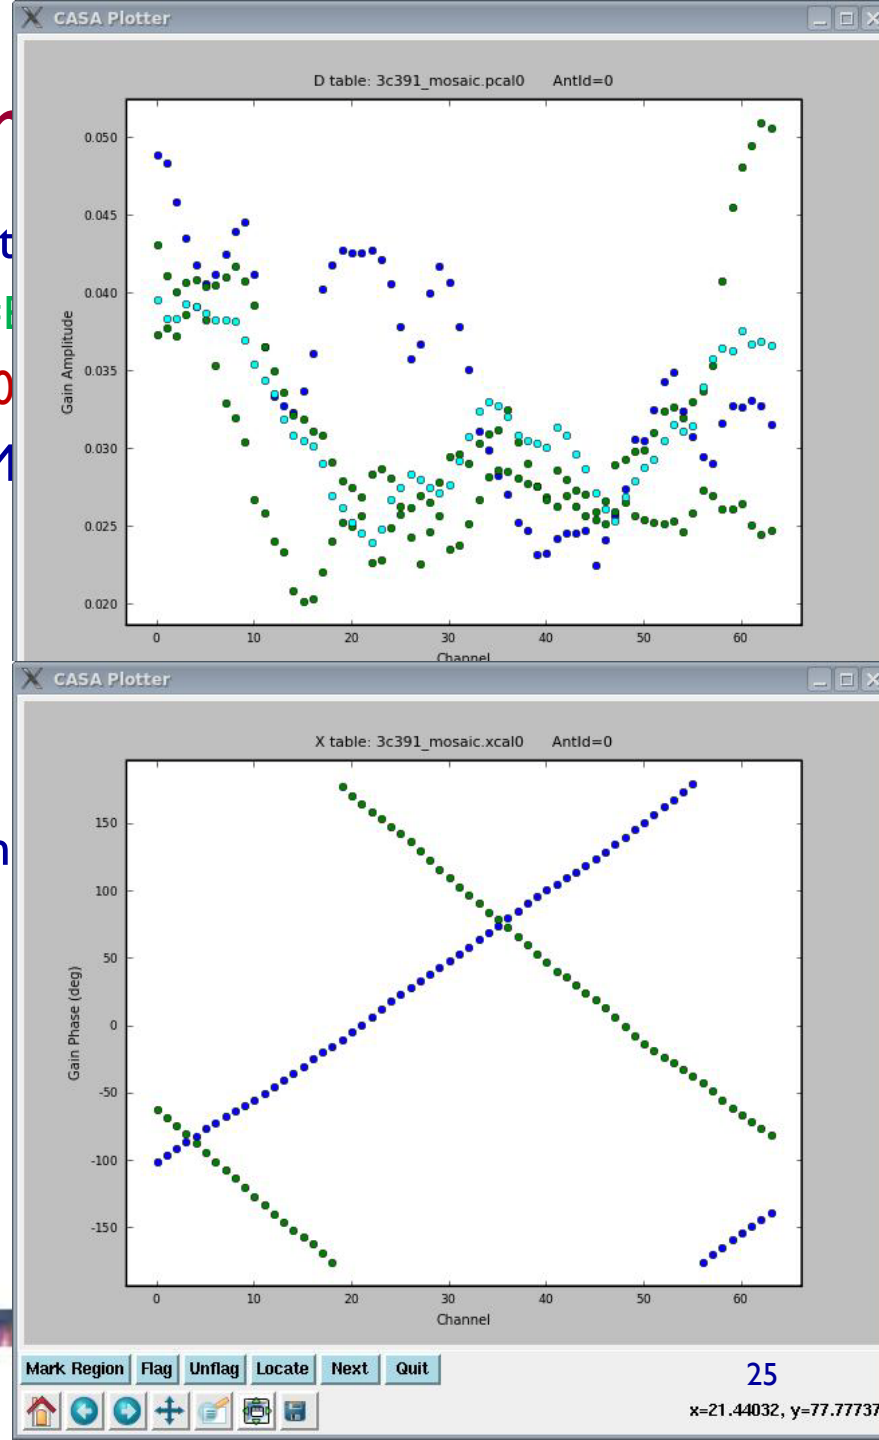 CASA Plotter
D table: 3c391_mosaic.pcal0 AntId=0
0.050
0.045
0.040
0.035
0.030
0.025
0.020
Gain Amplitude
0 10 20 30 40 50 60
Channel
CASA Plotter
X table: 3c391_mosaic.xcal0 AntId=0
150
100
50
0
-50
-100
-150
Gain Phase (deg)
0 10 20 30 40 50 60
Channel
Mark Region Flag Unflag Locate Next Quit
25
x=21.44032, y=77.77737